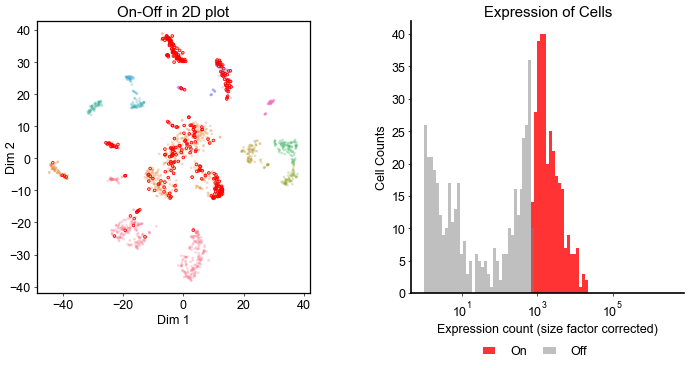 On-Off in 2D plot
Expression of Cells
40
30
20
10
0
−10
−20
−30
−40
Dim 2
−40 −20 0 20 40
Dim 1
40
35
30
25
20
15
10
5
0
Cell Counts
10^1 10^3 10^5
Expression count (size factor corrected)
On Off